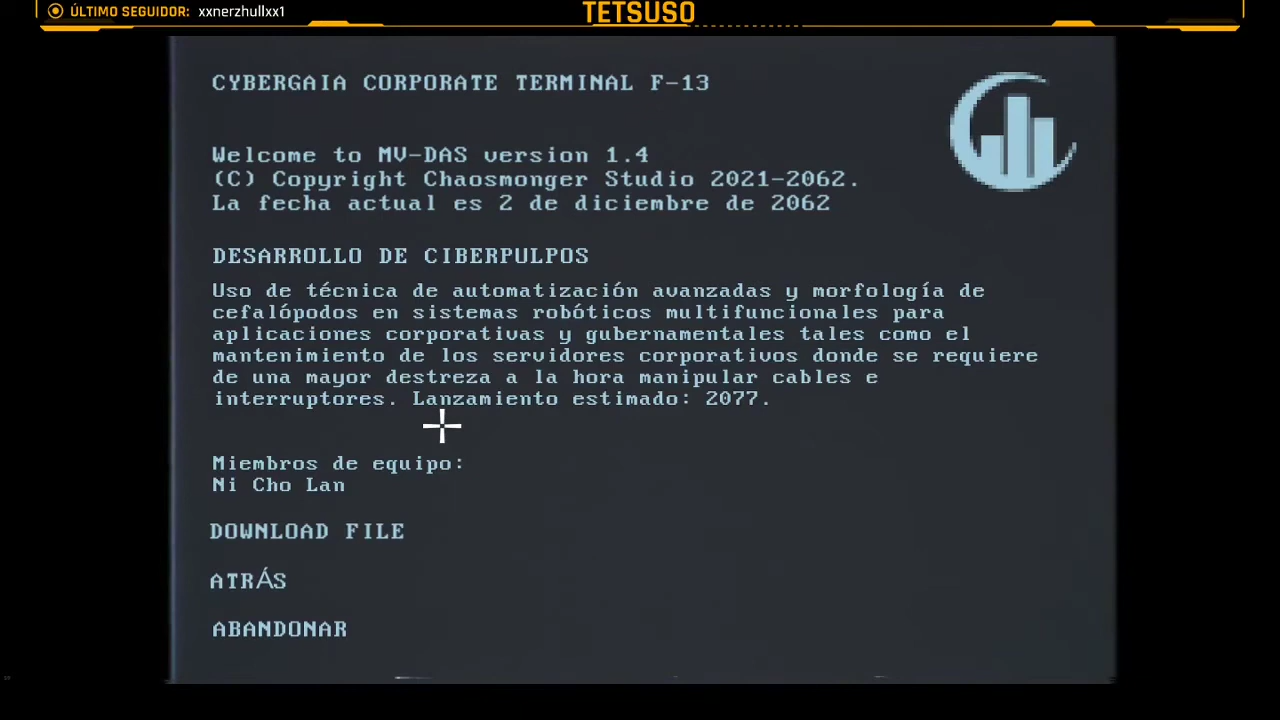 ÚLTIMO SEGUIDOR: xxnerzhullxx1
TETSUSO
CYBERGAIA CORPORATE TERMINAL F-13
Welcome to MV-DAS version 1.4
(C) Copyright Chaosmonger Studio 2021-2062.
La fecha actual es 2 de diciembre de 2062
DESARROLLO DE CIBERPULPOS
Uso de técnica de automatización avanzadas y morfología de
cefalópodos en sistemas robóticos multifuncionales para
aplicaciones corporativas y gubernamentales tales como el
mantenimiento de los servidores corporativos donde se requiere
de una mayor destreza a la hora manipular cables e
interruptores. Lanzamiento estimado: 2077.
Miembros de equipo:
Ni Cho Lan
DOWNLOAD FILE
ATRÁS
ABANDONAR